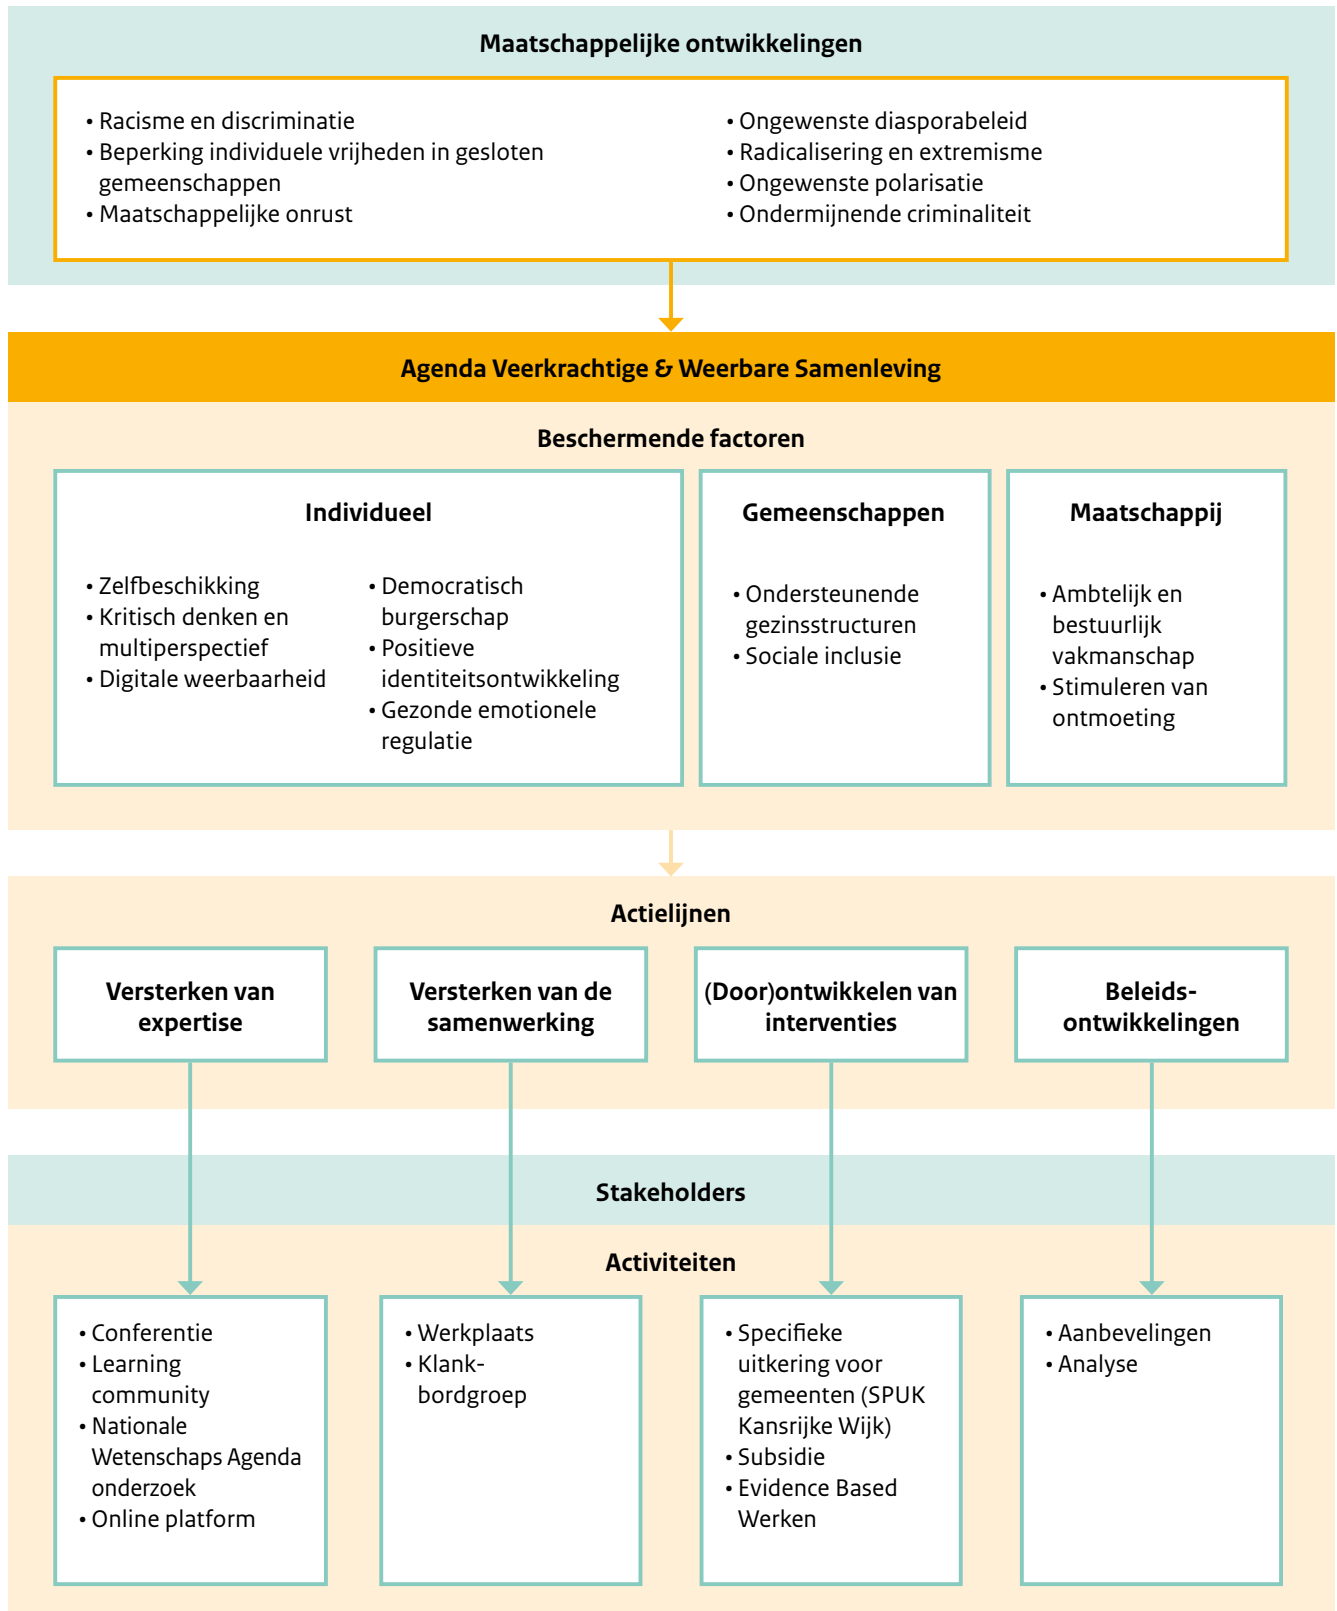 Maatschappelijke ontwikkelingen
• Racisme en discriminatie
• Beperking individuele vrijheden in gesloten
gemeenschappen
• Maatschappelijke onrust
• Ongewenste diasporabeleid
• Radicalisering en extremisme
• Ongewenste polarisatie
• Ondermijnende criminaliteit
Agenda Veerkrachtige & Weerbare Samenleving
Beschermende factoren
Individueel
• Zelfbeschikking
• Kritisch denken en
multiperspectief
• Digitale weerbaarheid
• Democratisch
burgerschap
• Positieve
identiteitsontwikkeling
• Gezonde emotionele
regulatie
Gemeenschappen
• Ondersteunende
gezinsstructuren
• Sociale inclusie
Maatschappij
• Ambtelijk en
bestuurlijk
vakmanschap
• Stimuleren van
ontmoeting
Actielijnen
Versterken van
expertise
Versterken van de
samenwerking
(Door)ontwikkelen van
interventies
Beleids-
ontwikkelingen
Stakeholders
Activiteiten
• Conferentie
• Learning
community
• Nationale
Wetenschaps Agenda
onderzoek
• Online platform
• Werkplaats
• Klank-
bordgroep
• Specifieke
uitkering voor
gemeenten (SPUK
Kansrijke Wijk)
• Subsidie
• Evidence Based
Werken
• Aanbevelingen
• Analyse